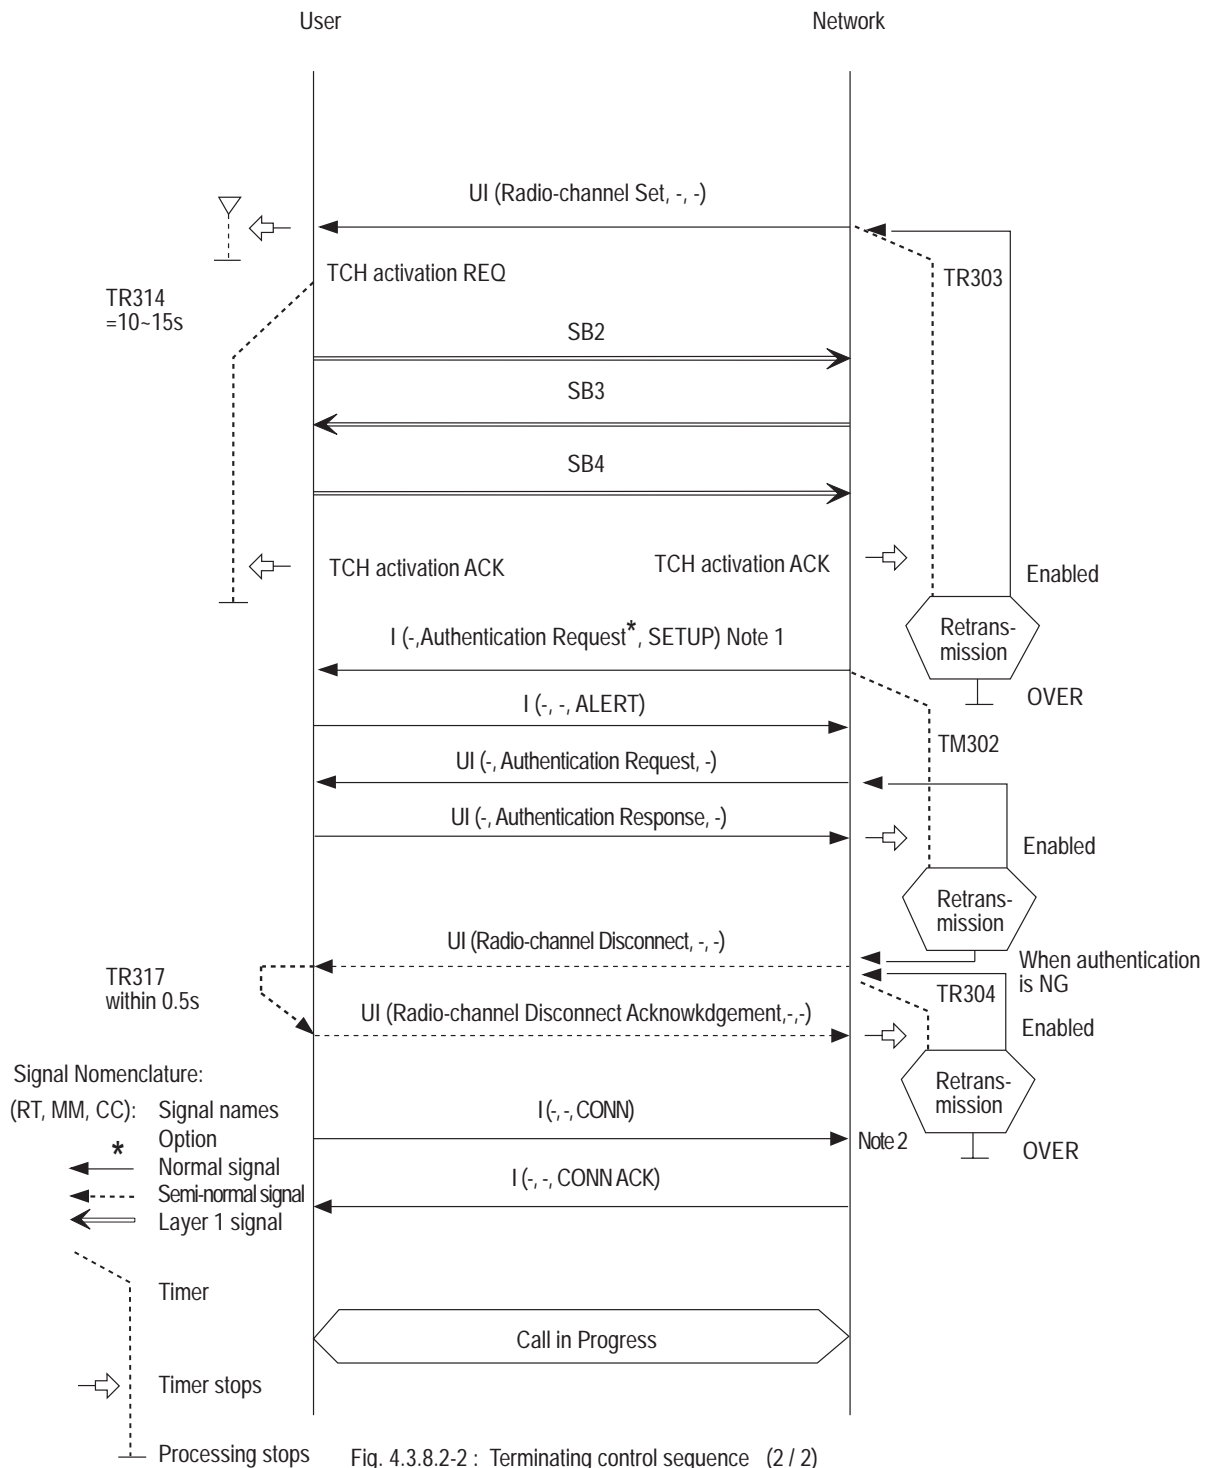 User
Network
UI (Radio-channel Set, -, -)
TCH activation REQ
TR303
TR314
=10~15s
SB2
SB3
SB4
TCH activation ACK
TCH activation ACK
Enabled
I (-,Authentication Request*, SETUP) Note 1
Retrans-
mission
OVER
I (-, -, ALERT)
TM302
UI (-, Authentication Request, -)
UI (-, Authentication Response, -)
Enabled
Retrans-
mission
UI (Radio-channel Disconnect, -, -)
When authentication
is NG
TR317
within 0.5s
TR304
UI (Radio-channel Disconnect Acknowkdgement,-,-)
Enabled
Retrans-
mission
OVER
Signal Nomenclature:
(RT, MM, CC): Signal names
* Option
Normal signal
Semi-normal signal
Layer 1 signal
I (-, -, CONN)
Note 2
I (-, -, CONN ACK)
Timer
Call in Progress
Timer stops
Processing stops
Fig. 4.3.8.2-2 : Terminating control sequence (2 / 2)